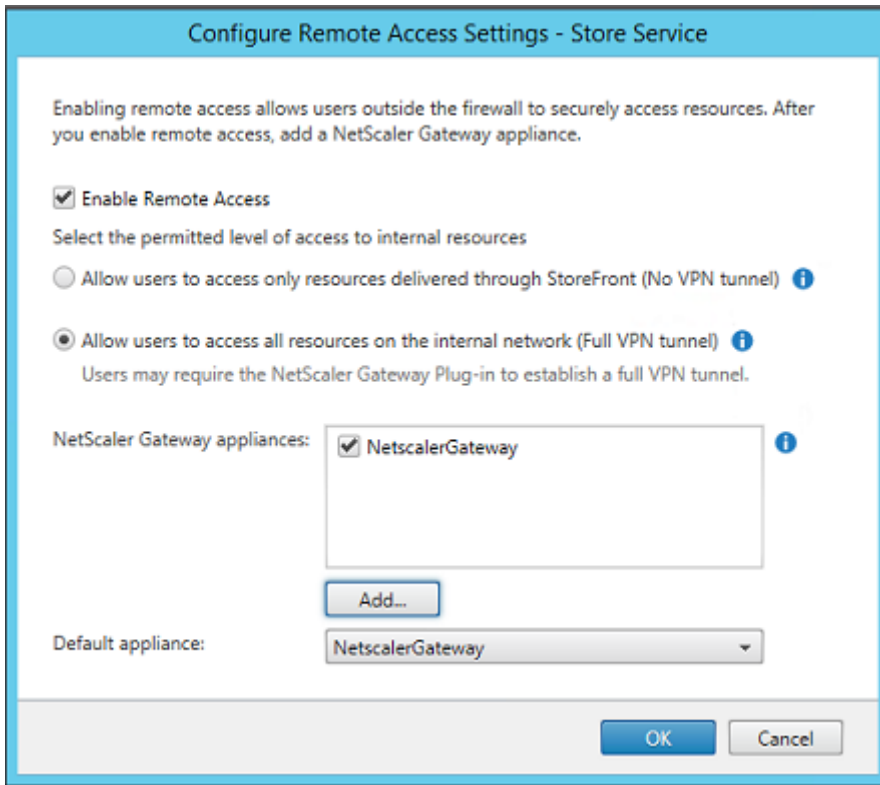 Configure Remote Access Settings - Store Service
Enabling remote access allows users outside the firewall to securely access resources. After
you enable remote access, add a NetScaler Gateway appliance.
Enable Remote Access
Select the permitted level of access to internal resources
Allow users to access only resources delivered through StoreFront (No VPN tunnel)
Allow users to access all resources on the internal network (Full VPN tunnel)
Users may require the NetScaler Gateway Plug-in to establish a full VPN tunnel.
NetScaler Gateway appliances:
NetscalerGateway
Add...
Default appliance:
NetscalerGateway
OK
Cancel